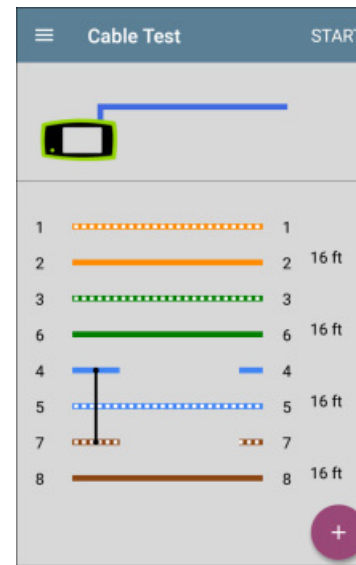 Cable Test START
1 1
2 2 16 ft
3 3
6 6 16 ft
4 4
5 5 16 ft
7 7
8 8 16 ft
+